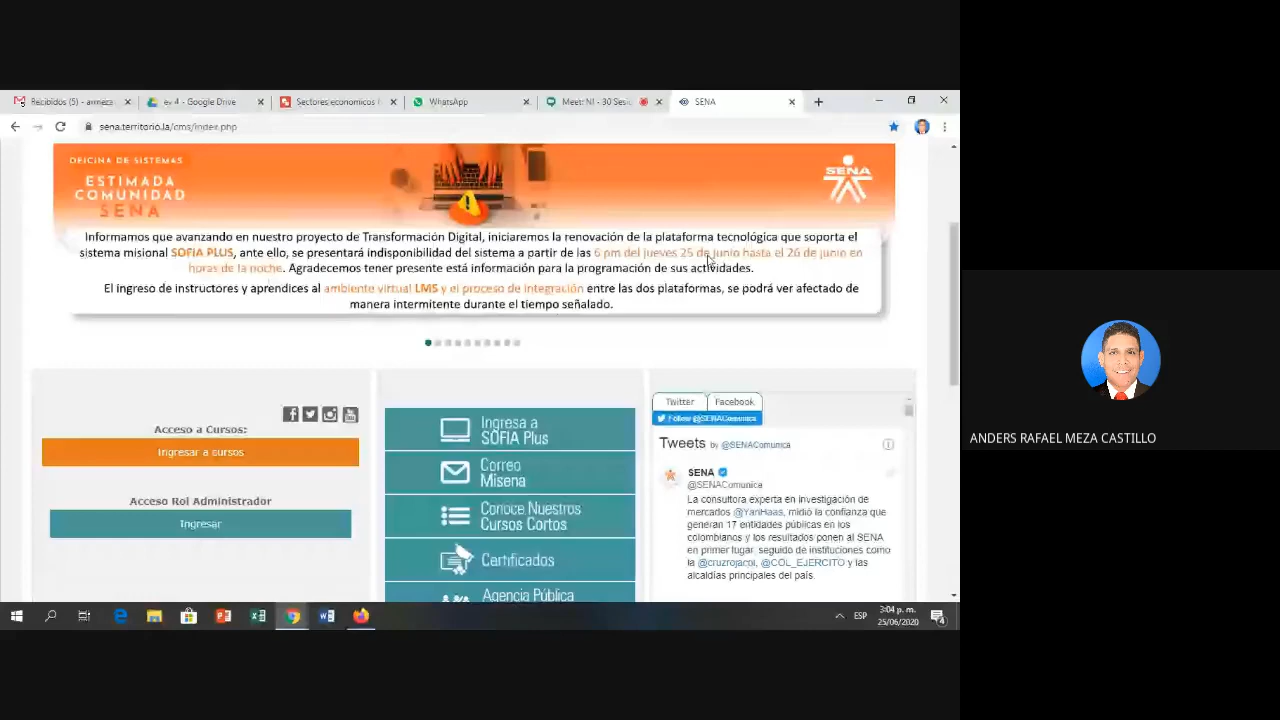 Recibidos (5) - armeza
ex 4 - Google Drive
Sectores economicos
WhatsApp
Meet: NI - 30 Sesi
SENA
sena.territorio.la/cms/index.php
OFICINA DE SISTEMAS
ESTIMADA
COMUNIDAD
SENA
SENA
Informamos que avanzando en nuestro proyecto de Transformación Digital, iniciaremos la renovación de la plataforma tecnológica que soporta el
sistema misional SOFIA PLUS, ante ello, se presentará indisponibilidad del sistema a partir de las 6 pm del jueves 25 de junio hasta el 26 de junio en
horas de la noche. Agradecemos tener presente está información para la programación de sus actividades.
El ingreso de instructores y aprendices al ambiente virtual LMS y el proceso de integración entre las dos plataformas, se podrá ver afectado de
manera intermitente durante el tiempo señalado.
Acceso a Cursos:
Ingresar a cursos
Acceso Rol Administrador
Ingresar
Ingresa a
SOFIA Plus
Correo
Misena
Conoce Nuestros
Cursos Cortos
Certificados
Agencia Pública
Twitter
Facebook
Follow @SENAComunica
Tweets by @SENAComunica
SENA
@SENAComunica
La consultora experta en investigación de
mercados @YanHaas, midió la confianza que
generan 17 entidades públicas en los
colombianos y los resultados ponen al SENA
en primer lugar, seguido de instituciones como
la @cruzrojacol, @COL_EJERCITO y las
alcaldías principales del país.
ESP
3:04 p. m.
25/06/2020
4
ANDERS RAFAEL MEZA CASTILLO